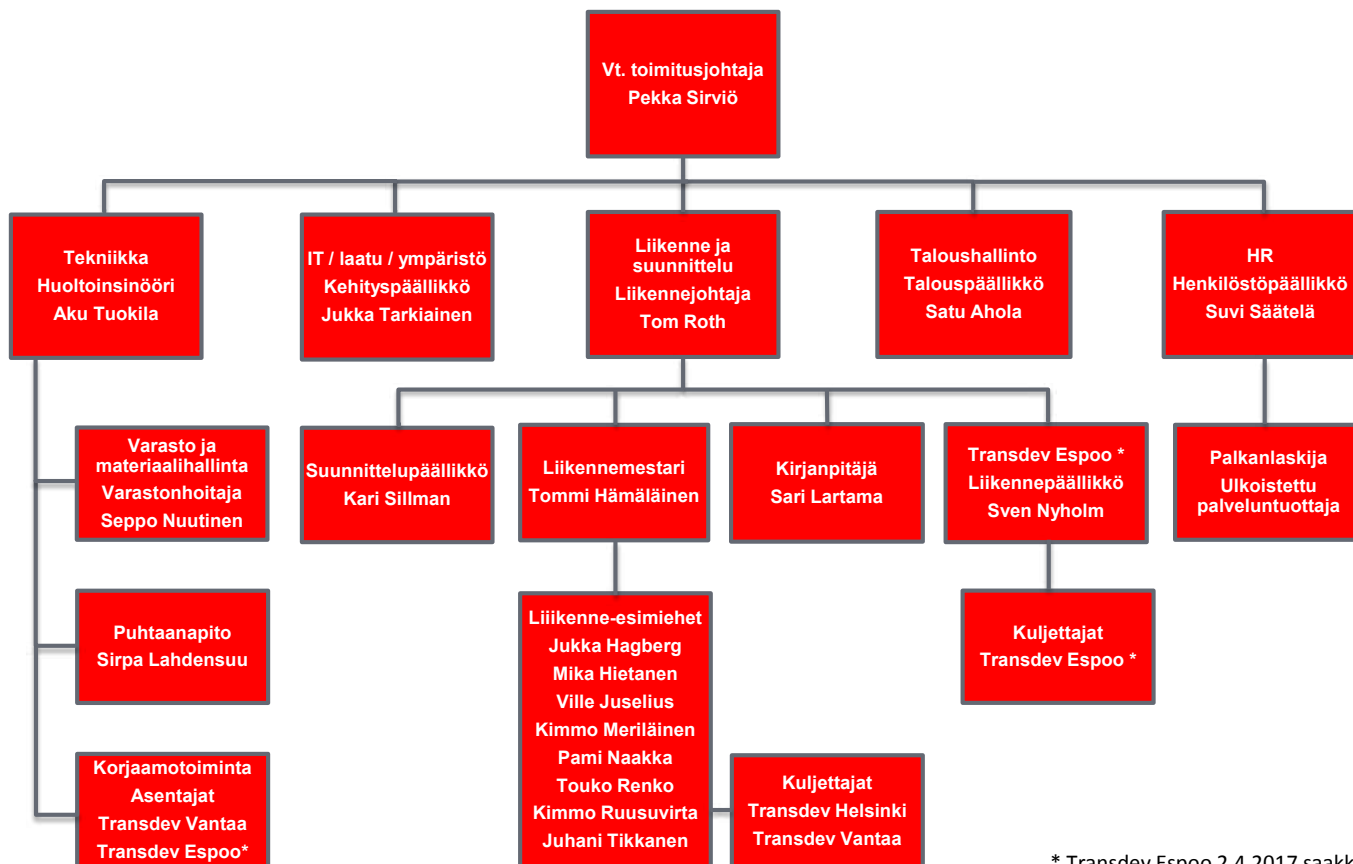 Vt. toimitusjohtaja
Pekka Sirviö
Tekniikka
Huoltoinsinööri
Aku Tuokila
IT / laatu / ympäristö
Kehityspäällikkö
Jukka Tarkiainen
Liikenne ja
suunnittelu
Liikennejohtaja
Tom Roth
Taloushallinto
Talouspäällikkö
Satu Ahola
HR
Henkilöstöpäällikkö
Suvi Säätelä
Varasto ja
materiaalihallinta
Varastonhoitaja
Seppo Nuutinen
Suunnittelupäällikkö
Kari Sillman
Liikennemestari
Tommi Hämäläinen
Kirjanpitäjä
Sari Lartama
Transdev Espoo *
Liikennepäällikkö
Sven Nyholm
Palkanlaskija
Ulkoistettu
palveluntuottaja
Puhtaanapito
Sirpa Lahdensuu
Liiikenne-esimiehet
Jukka Hagberg
Mika Hietanen
Ville Juselius
Kimmo Meriläinen
Pami Naakka
Touko Renko
Kimmo Ruusuvirta
Juhani Tikkanen
Kuljettajat
Transdev Espoo *
Korjaamotoiminta
Asentajat
Transdev Vantaa
Transdev Espoo*
Kuljettajat
Transdev Helsinki
Transdev Vantaa
* Transdev Espoo 2.4.2017 saakk